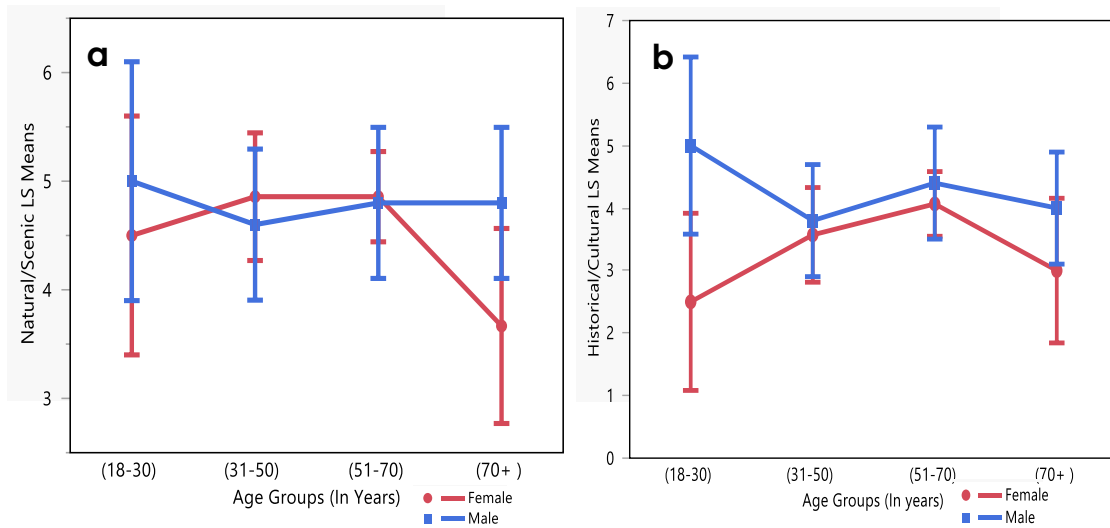 a
Natural/Scenic LS Means
6
5
4
3
(18-30) (31-50) (51-70) (70+ )
Age Groups (In Years)
Female
Male
b
Historical/Cultural LS Means
7
6
5
4
3
2
1
0
(18-30) (31-50) (51-70) (70+ )
Age Groups (In years)
Female
Male